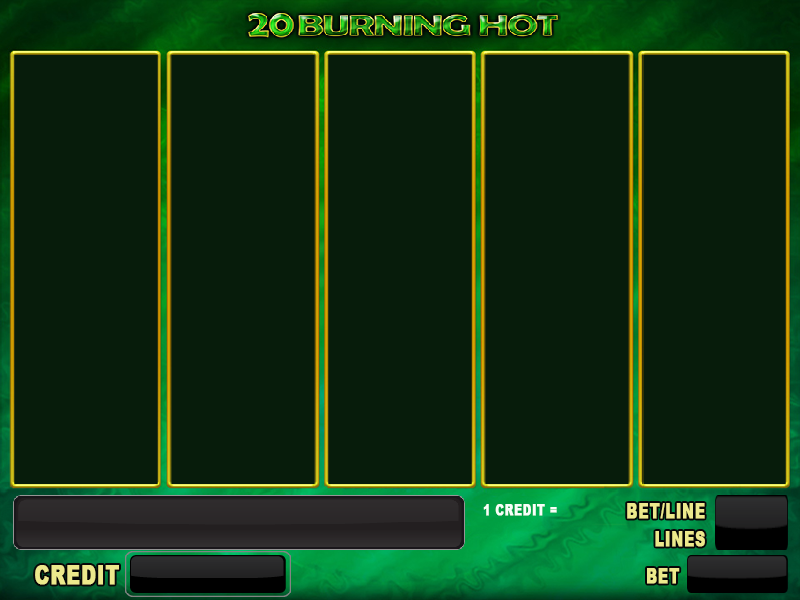 20 BURNING HOT
1 CREDIT =
BET/LINE
LINES
CREDIT
BET